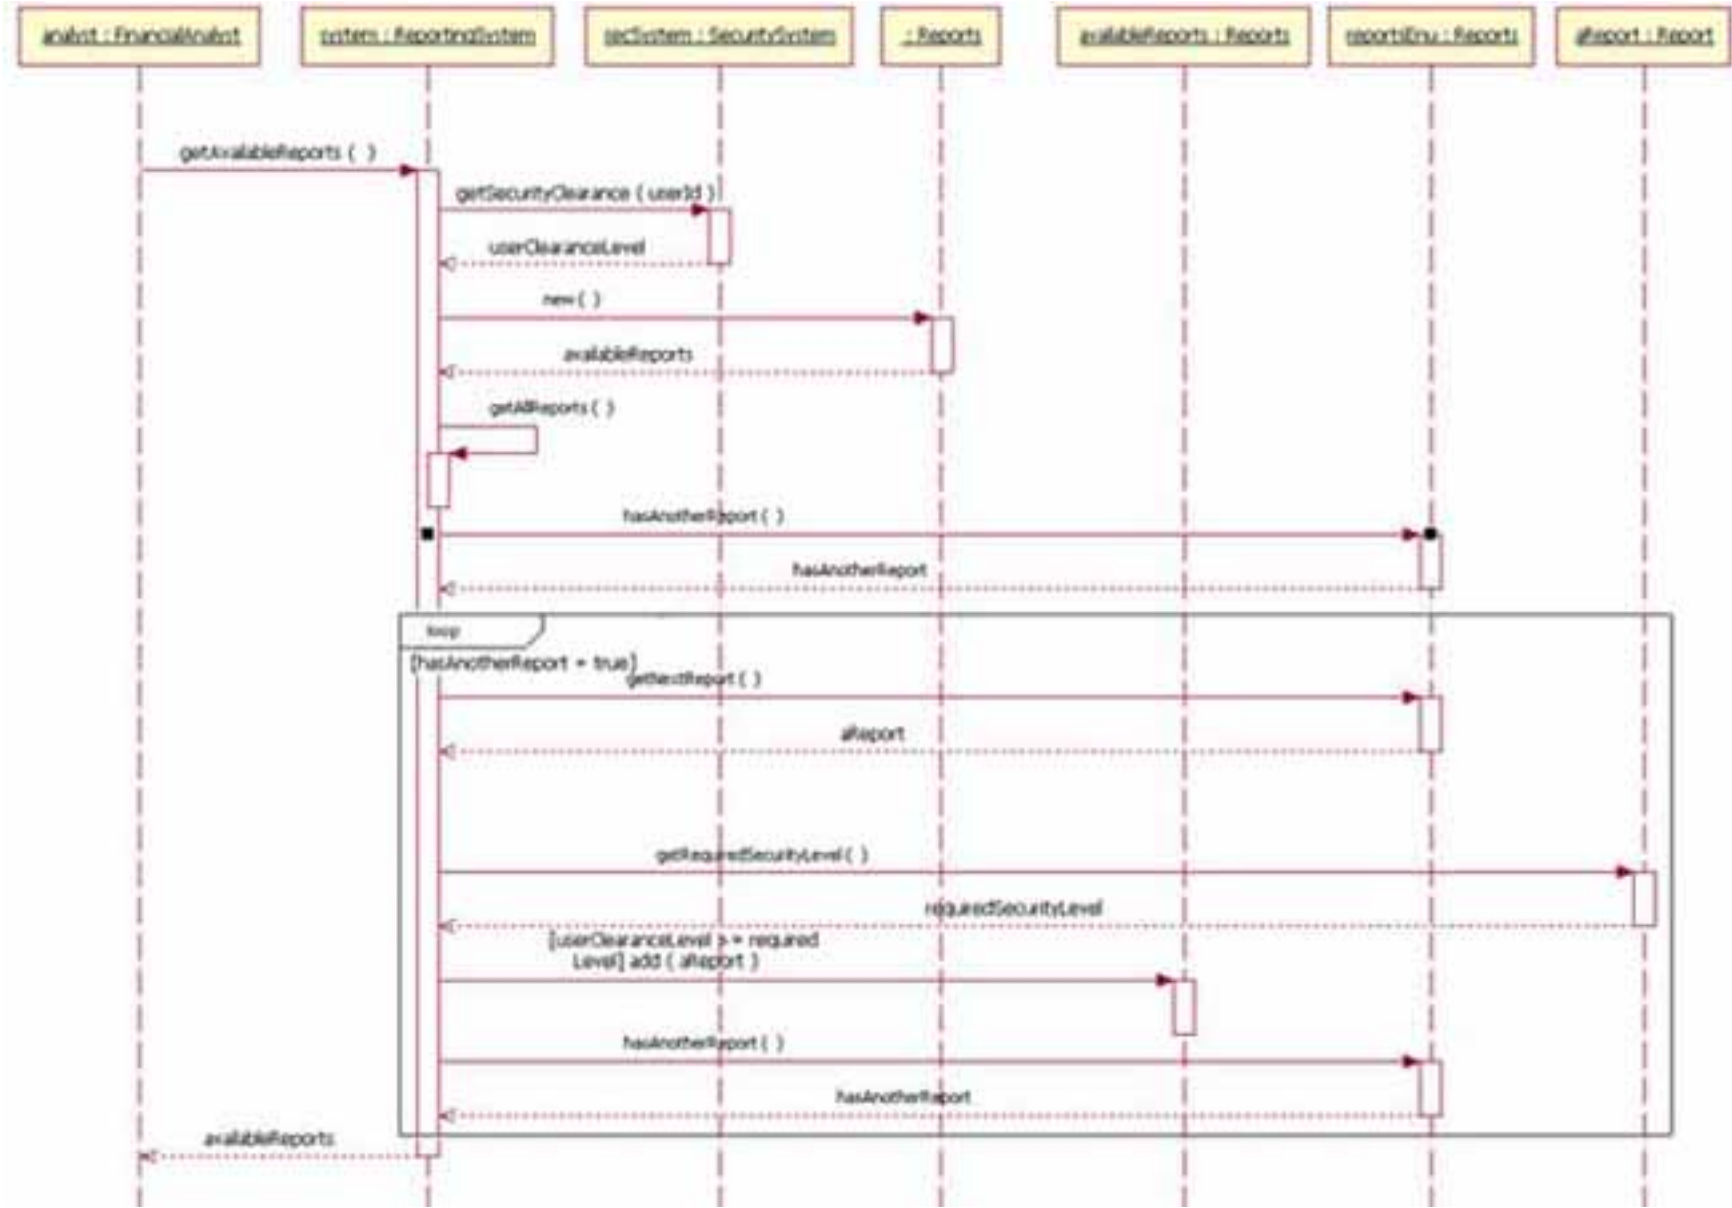 analyst : FinancialAnalyst
system : ReportingSystem
secSystem : SecuritySystem
: Reports
availableReports : Reports
reportsEnu : Reports
aReport : Report
getAvailableReports ( )
getSecurityClearance ( userId )
userClearanceLevel
new ( )
availableReports
getAllReports ( )
hasAnotherReport ( )
hasAnotherReport
loop
[hasAnotherReport = true]
getNextReport ( )
aReport
getRequiredSecurityLevel ( )
requiredSecurityLevel
[userClearanceLevel >= required
Level] add ( aReport )
hasAnotherReport ( )
hasAnotherReport
availableReports